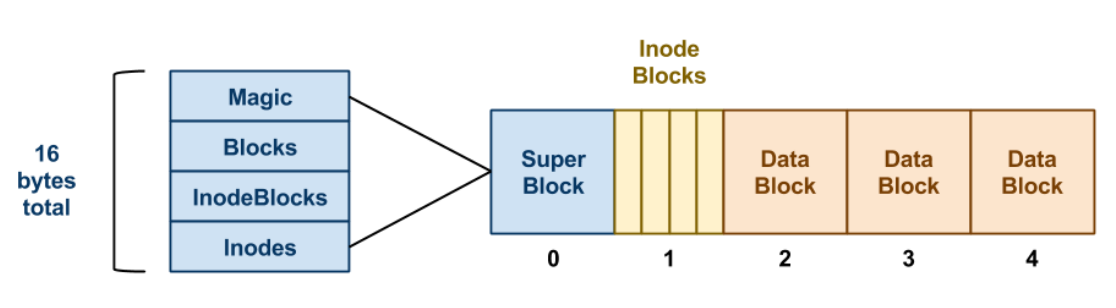 Inode
Blocks
Magic
Blocks
InodeBlocks
Inodes
16
bytes
total
Super
Block
Data
Block
Data
Block
Data
Block
0
1
2
3
4